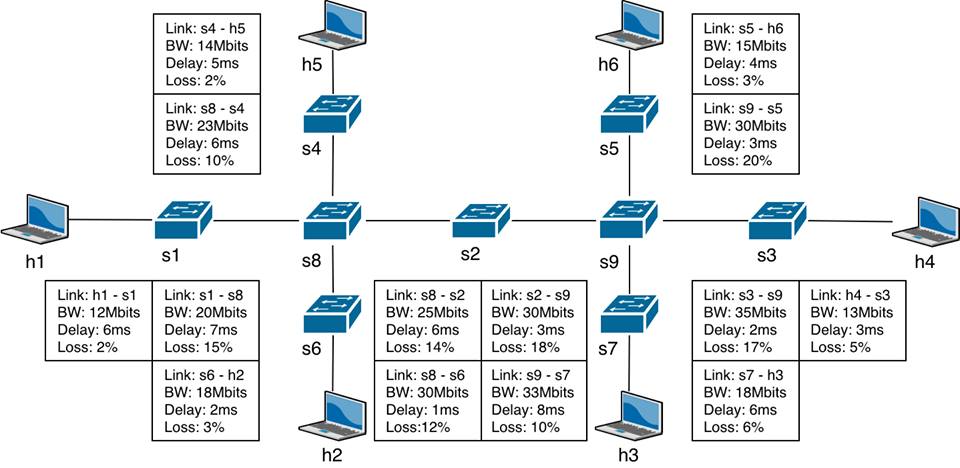 Link: s4 - h5
BW: 14Mbits
Delay: 5ms
Loss: 2%
h5
h6
Link: s5 - h6
BW: 15Mbits
Delay: 4ms
Loss: 3%
Link: s8 - s4
BW: 23Mbits
Delay: 6ms
Loss: 10%
s4
s5
Link: s9 - s5
BW: 30Mbits
Delay: 3ms
Loss: 20%
h1
s1
s8
s2
s9
s3
h4
Link: h1 - s1
BW: 12Mbits
Delay: 6ms
Loss: 2%
Link: s1 - s8
BW: 20Mbits
Delay: 7ms
Loss: 15%
s6
Link: s8 - s2
BW: 25Mbits
Delay: 6ms
Loss: 14%
Link: s2 - s9
BW: 30Mbits
Delay: 3ms
Loss: 18%
s7
Link: s3 - s9
BW: 35Mbits
Delay: 2ms
Loss: 17%
Link: h4 - s3
BW: 13Mbits
Delay: 3ms
Loss: 5%
Link: s6 - h2
BW: 18Mbits
Delay: 2ms
Loss: 3%
h2
Link: s8 - s6
BW: 30Mbits
Delay: 1ms
Loss:12%
Link: s9 - s7
BW: 33Mbits
Delay: 8ms
Loss: 10%
h3
Link: s7 - h3
BW: 18Mbits
Delay: 6ms
Loss: 6%